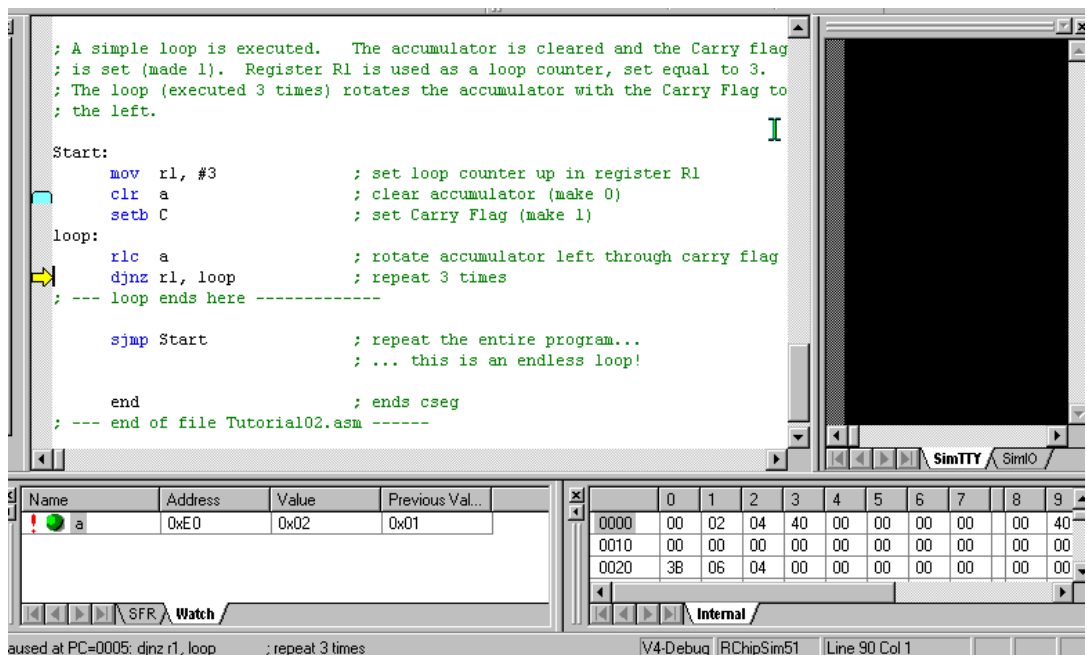 ; A simple loop is executed.   The accumulator is cleared and the Carry flag
; is set (made 1).  Register R1 is used as a loop counter, set equal to 3.
; The loop (executed 3 times) rotates the accumulator with the Carry Flag to
; the left.
Start:
mov  r1, #3               ; set loop counter up in register R1
clr  a                    ; clear accumulator (make 0)
setb C                    ; set Carry Flag (make 1)
loop:
rlc  a                    ; rotate accumulator left through carry flag
djnz r1, loop             ; repeat 3 times
; --- loop ends here -------------
sjmp Start                ; repeat the entire program...
; ... this is an endless loop!
end                       ; ends cseg
; --- end of file Tutorial02.asm ------
SimTTY SimIO
Name Address Value Previous Val...
! a 0xE0 0x02 0x01
SFR Watch
0 1 2 3 4 5 6 7 8 9
0000 00 02 04 40 00 00 00 00 00 40
0010 00 00 00 00 00 00 00 00 00 00
0020 3B 06 04 00 00 00 00 00 00 00
Internal
aused at PC=0005: djnz r1, loop        ; repeat 3 times
V4-Debug RChipSim51 Line 90 Col 1